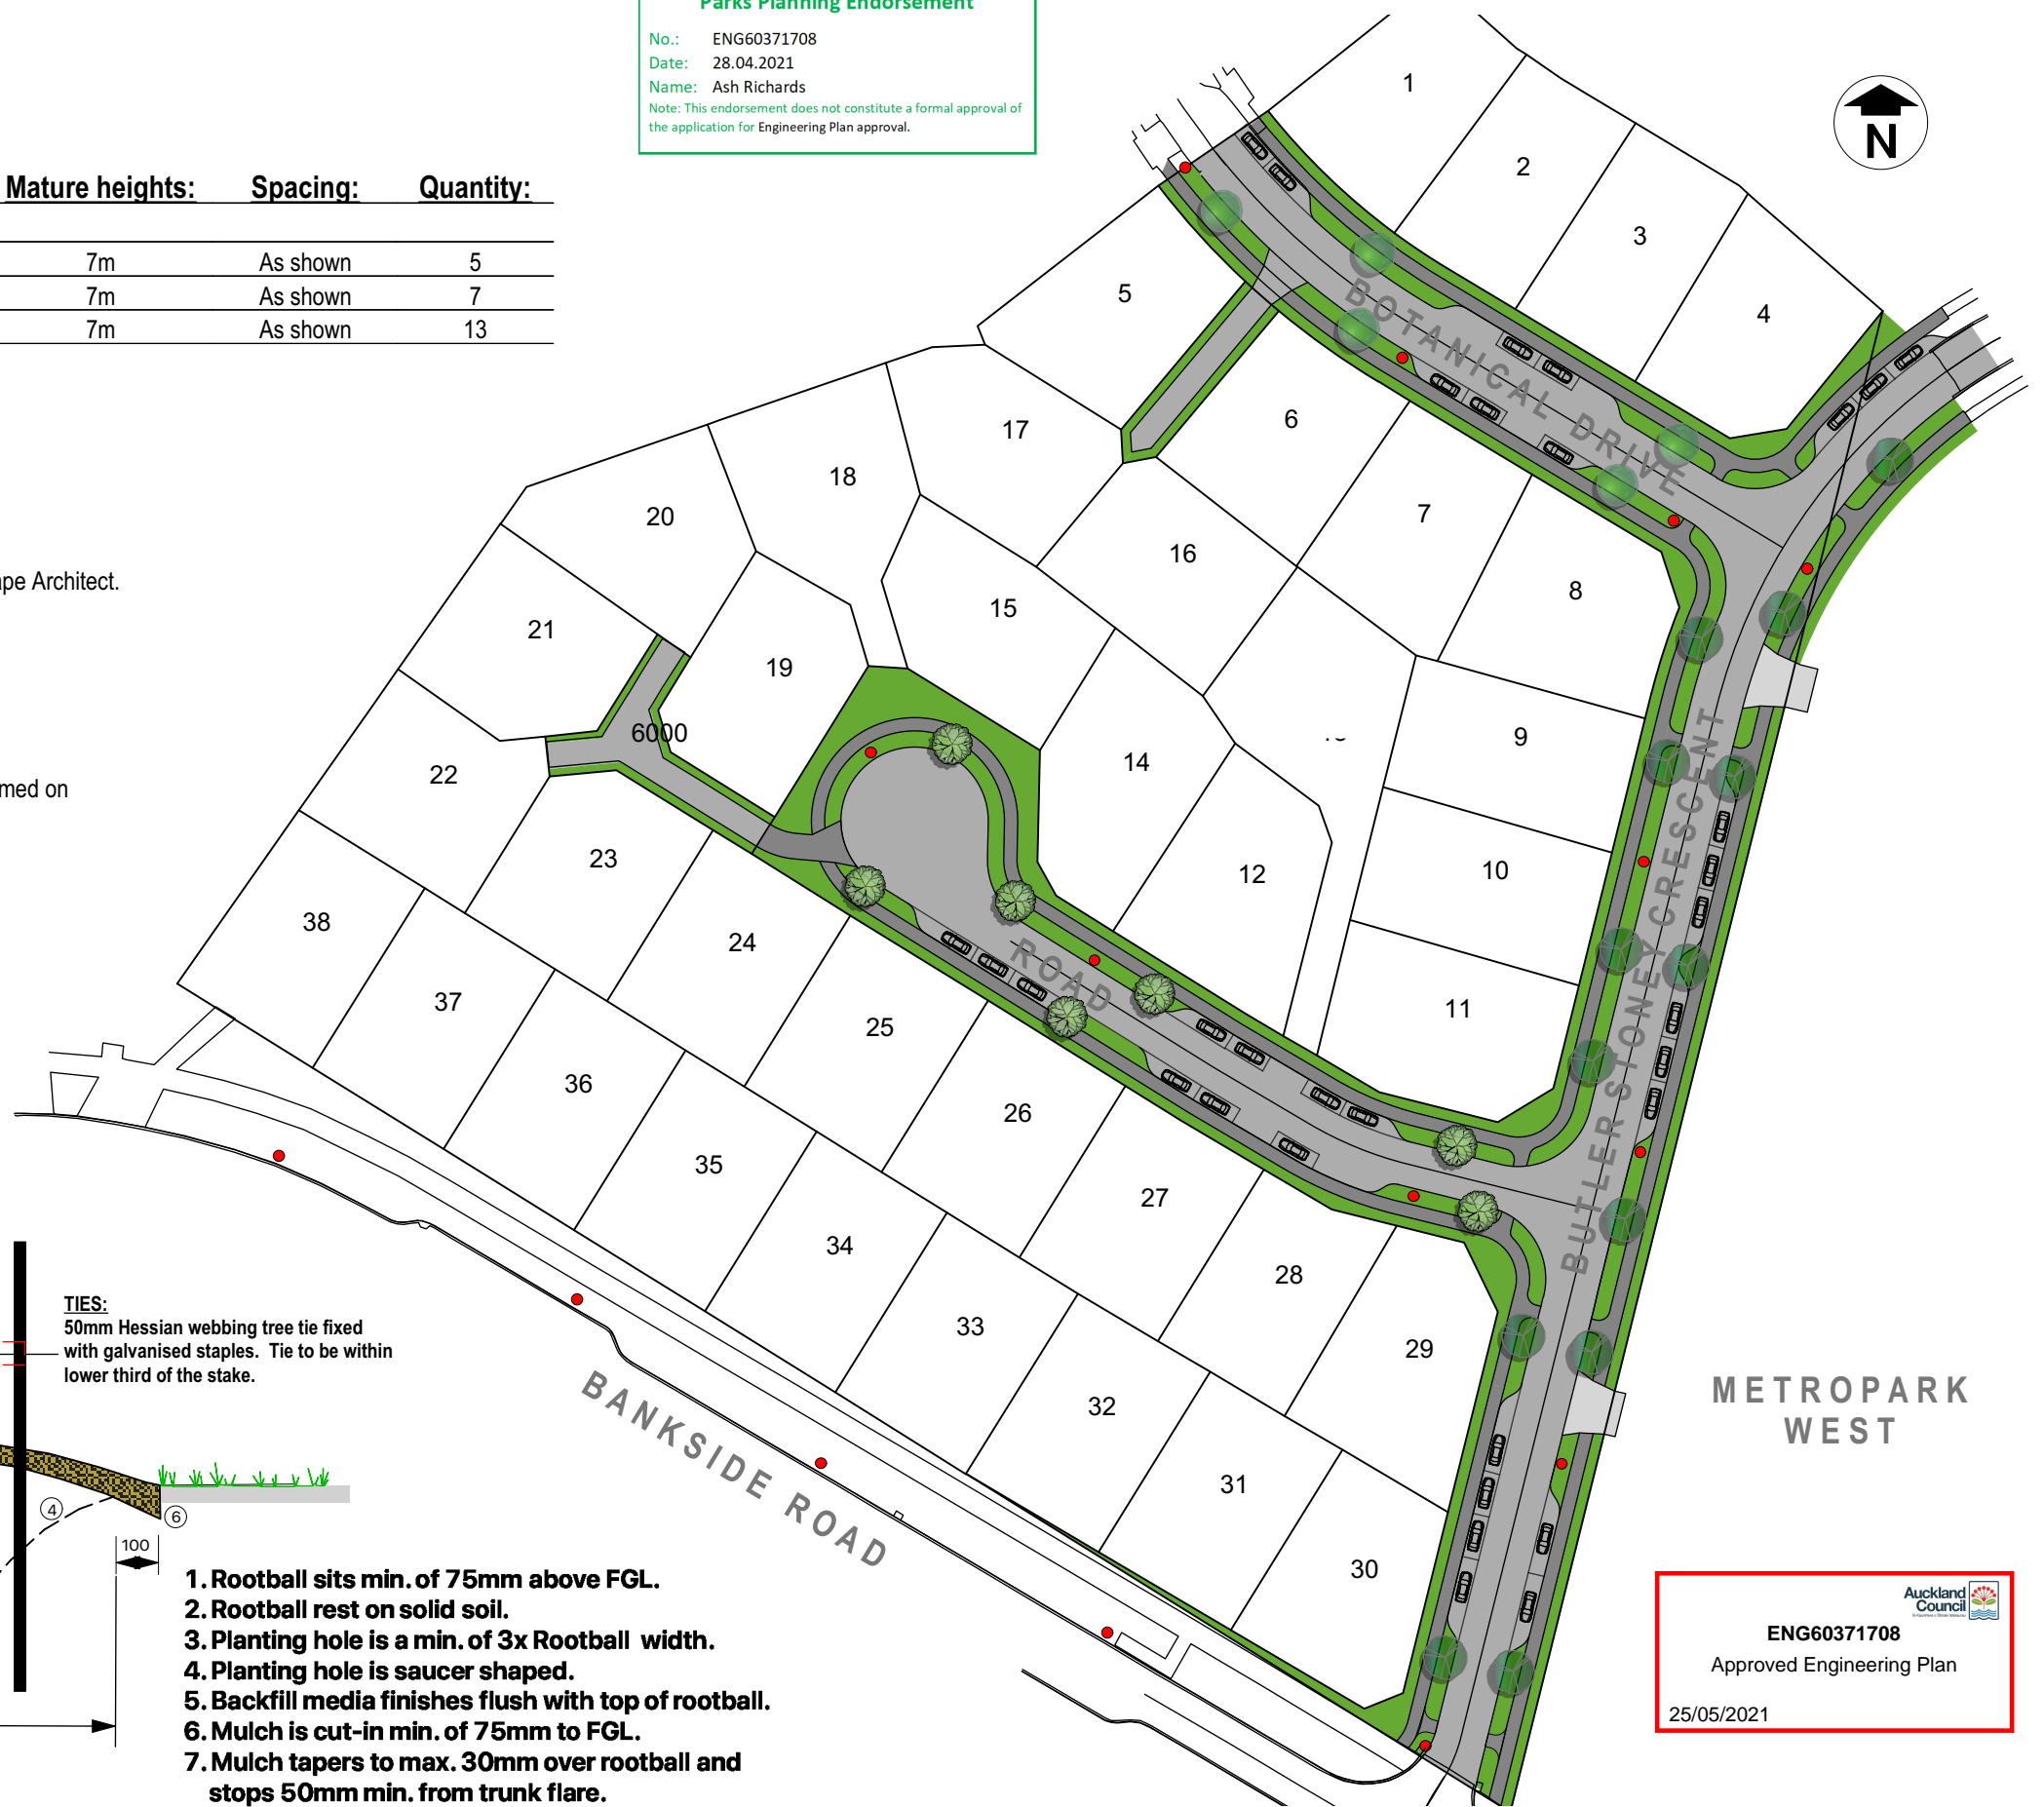 Parks Planning Endorsement
No.: ENG60371708
Date: 28.04.2021
Name: Ash Richards
Note: This endorsement does not constitute a formal approval of
the application for Engineering Plan approval.
N
Mature heights: Spacing: Quantity:
7m As shown 5
7m As shown 7
7m As shown 13
ape Architect.
med on
1
2
3
4
5
6
7
8
9
10
11
12
14
15
16
17
18
19
20
21
22
23
24
25
26
27
28
29
30
31
32
33
34
35
36
37
38
6000
BOTANICAL DRIVE
ROAD
BUTLER STONEY CRESCENT
BANKSIDE ROAD
METROPARK
WEST
TIES:
50mm Hessian webbing tree tie fixed
with galvanised staples. Tie to be within
lower third of the stake.
4
6
100
1. Rootball sits min. of 75mm above FGL.
2. Rootball rest on solid soil.
3. Planting hole is a min. of 3x Rootball width.
4. Planting hole is saucer shaped.
5. Backfill media finishes flush with top of rootball.
6. Mulch is cut-in min. of 75mm to FGL.
7. Mulch tapers to max. 30mm over rootball and
stops 50mm min. from trunk flare.
Auckland
Council
ENG60371708
Approved Engineering Plan
25/05/2021